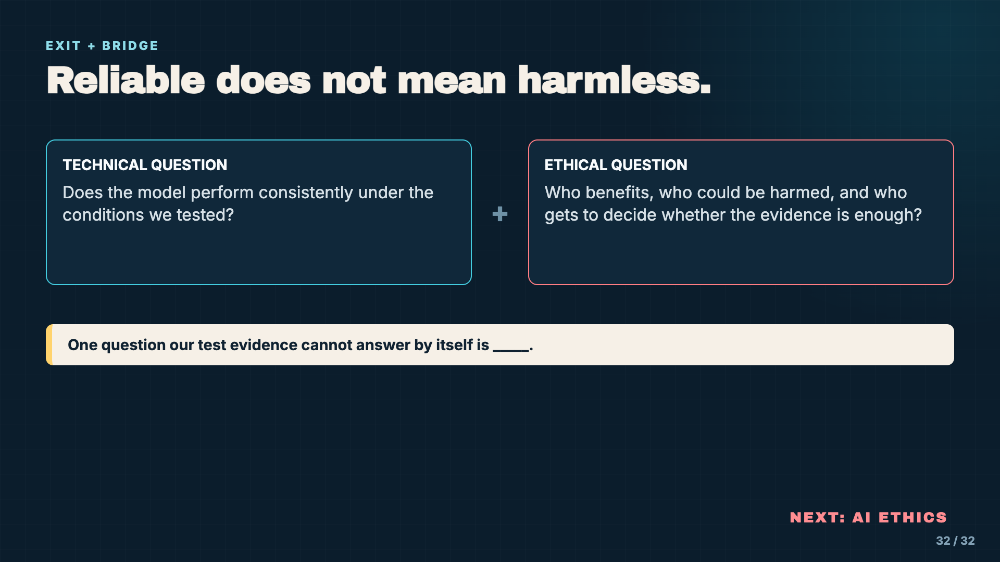 EXIT + BRIDGE
Reliable does not mean harmless.
TECHNICAL QUESTION
Does the model perform consistently under the
conditions we tested?
+
ETHICAL QUESTION
Who benefits, who could be harmed, and who
gets to decide whether the evidence is enough?
One question our test evidence cannot answer by itself is _____.
NEXT: AI ETHICS
32 / 32